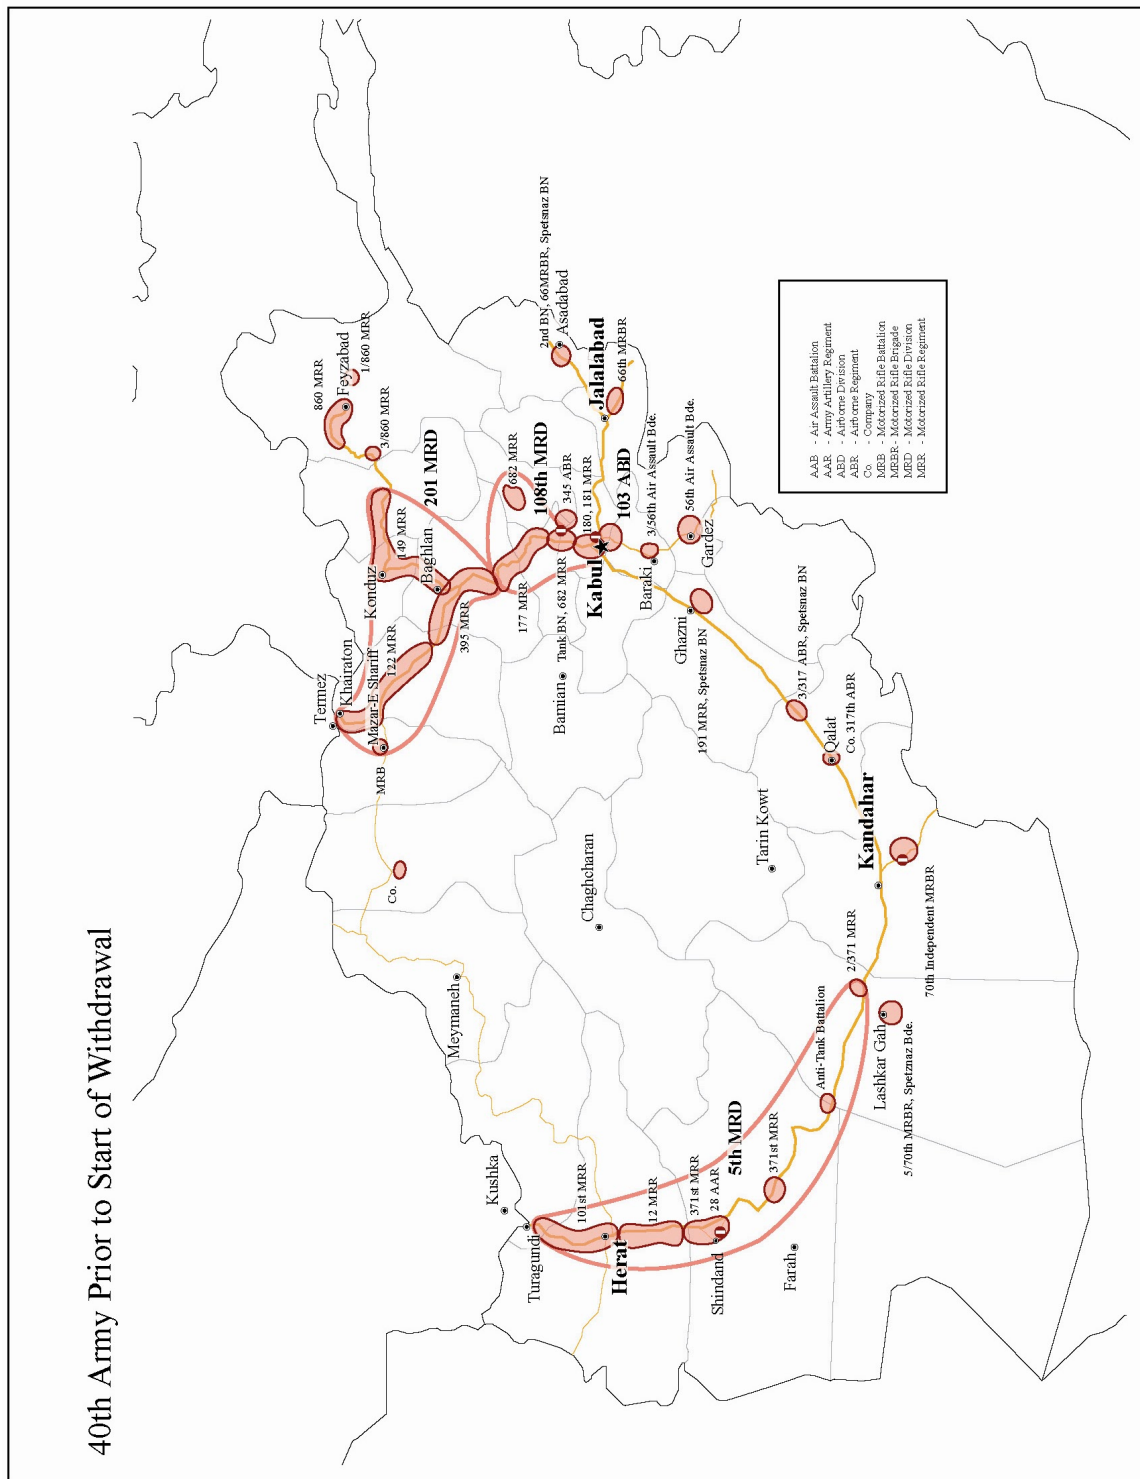 40th Army Prior to Start of Withdrawal
Termez
Khairaton
Mazar-E Shariff
MRB
Co.
122 MRR
Konduz
149 MRR
Baghlan
395 MRR
201 MRD
860 MRR
Feyzabad
1/860 MRR
3/860 MRR
682 MRR
108th MRD
345 ABR
177 MRR
Tank BN, 682 MRR
180, 181 MRR
Kabul
103 ABD
Bamian
2nd BN, 66MRBR, Spetsnaz BN
Asadabad
Jalalabad
66th MRBR
3/56th Air Assault Bde.
Baraki
56th Air Assault Bde.
Gardez
Ghazni
191 MRR, Spetsnaz BN
3/317 ABR, Spetsnaz BN
Qalat
Co. 317th ABR
Kandahar
70th Independent MRBR
Tarin Kowt
Chaghcharan
Meymaneh
Kushka
Turagundi
101st MRR
Herat
12 MRR
371st MRR
28 AAR
Shindand
5th MRD
371st MRR
Farah
Anti-Tank Battalion
2/371 MRR
Lashkar Gah
5/70th MRBR, Spetznaz Bde.
AAB - Air Assault Battalion
AAR - Army Artillery Regiment
ABD - Airborne Division
ABR - Airborne Regiment
Co. - Company
MRB - Motorized Rifle Battalion
MRBR - Motorized Rifle Brigade
MRD - Motorized Rifle Division
MRR - Motorized Rifle Regiment